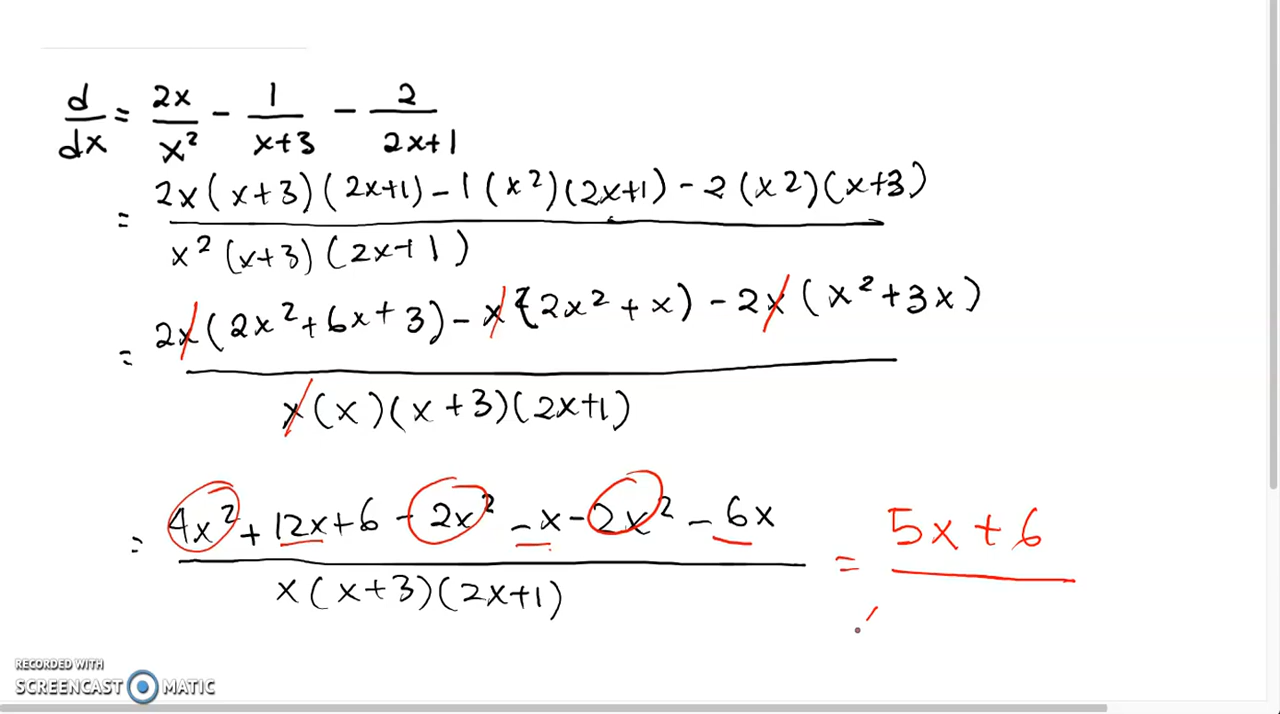 d/dx = 2x/x² - 1/(x+3) - 2/(2x+1)
= (2x(x+3)(2x+1) - 1(x²)(2x+1) - 2(x2)(x+3))/(x²(x+3)(2x+1))
= (2x(2x²+6x+3) - x(2x²+x) - 2x(x²+3x))/(x(x)(x+3)(2x+1))
= (4x²+12x+6-2x²-x-2x²-6x)/(x(x+3)(2x+1)) = 5x+6
RECORDED WITH
SCREENCAST MATIC